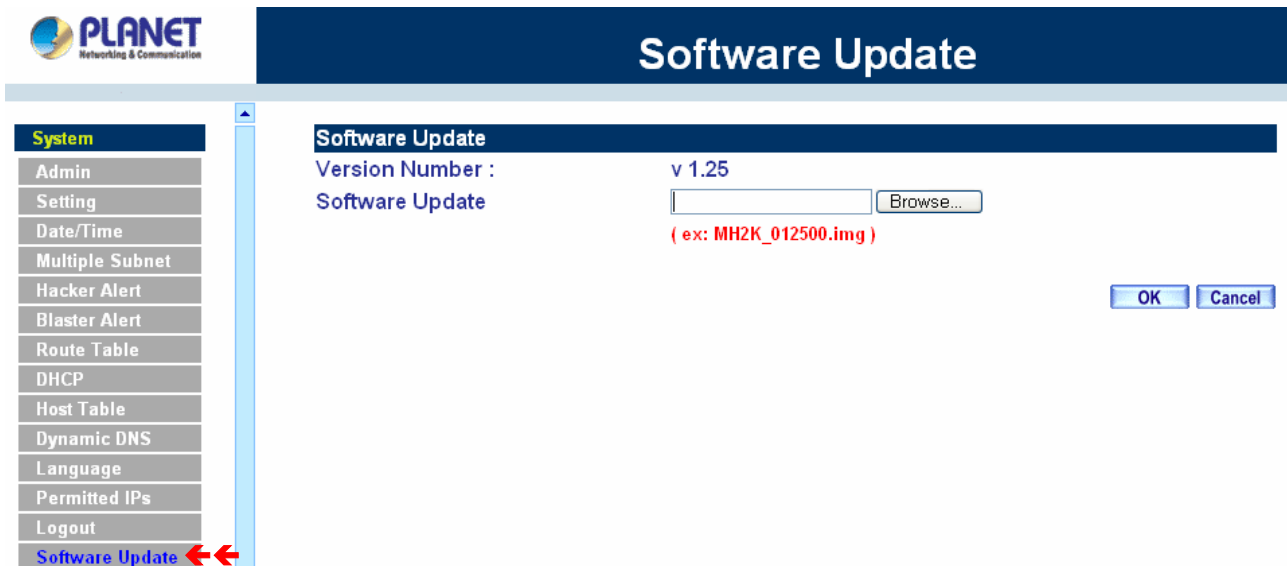 PLANET
Networking & Communication
Software Update
System
Admin
Setting
Date/Time
Multiple Subnet
Hacker Alert
Blaster Alert
Route Table
DHCP
Host Table
Dynamic DNS
Language
Permitted IPs
Logout
Software Update
Software Update
Version Number : v 1.25
Software Update Browse...
( ex: MH2K_012500.img )
OK Cancel